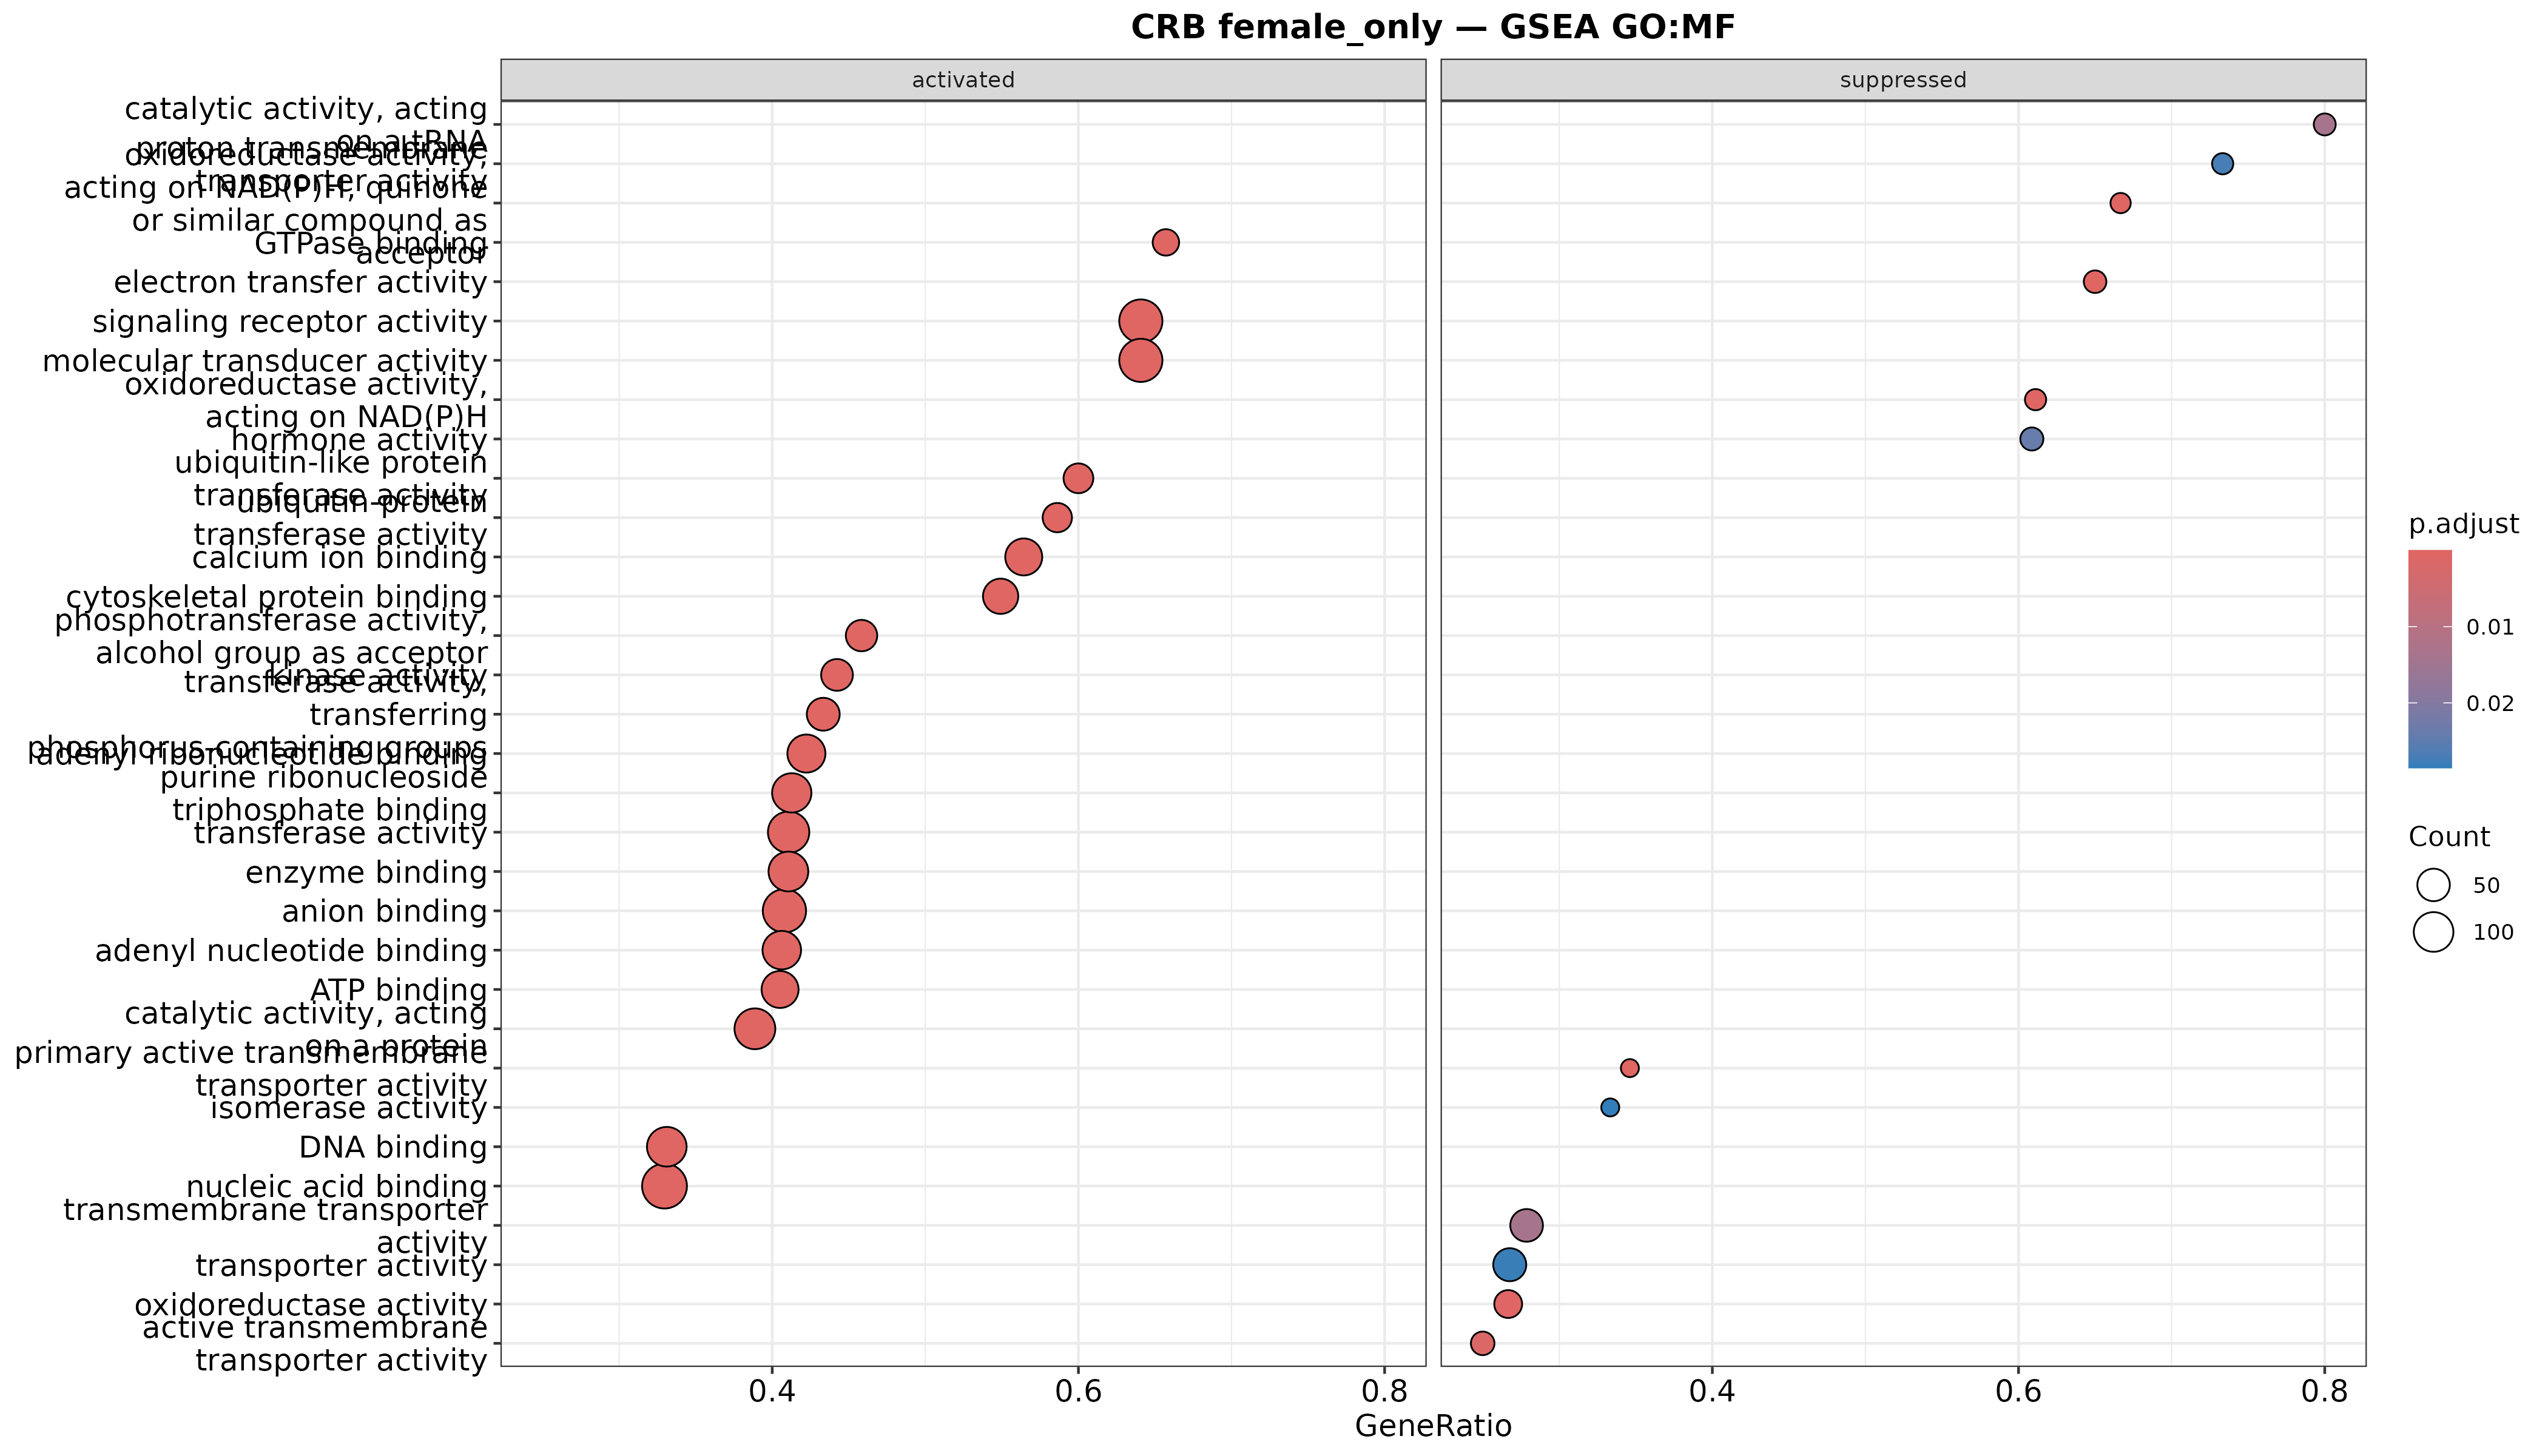 CRB female_only — GSEA GO:MF
activated
suppressed
catalytic activity, acting
on a tRNA
proton transmembrane
transporter activity
oxidoreductase activity,
acting on NAD(P)H, quinone
or similar compound as
acceptor
GTPase binding
electron transfer activity
signaling receptor activity
molecular transducer activity
oxidoreductase activity,
acting on NAD(P)H
hormone activity
ubiquitin-like protein
transferase activity
ubiquitin-protein
transferase activity
calcium ion binding
cytoskeletal protein binding
phosphotransferase activity,
alcohol group as acceptor
kinase activity
transferase activity,
transferring
phosphorus-containing groups
adenyl ribonucleotide binding
purine ribonucleoside
triphosphate binding
transferase activity
enzyme binding
anion binding
adenyl nucleotide binding
ATP binding
catalytic activity, acting
on a protein
primary active transmembrane
transporter activity
isomerase activity
DNA binding
nucleic acid binding
transmembrane transporter
activity
transporter activity
oxidoreductase activity
active transmembrane
transporter activity
0.4
0.6
0.8
0.4
0.6
0.8
GeneRatio
p.adjust
0.01
0.02
Count
50
100